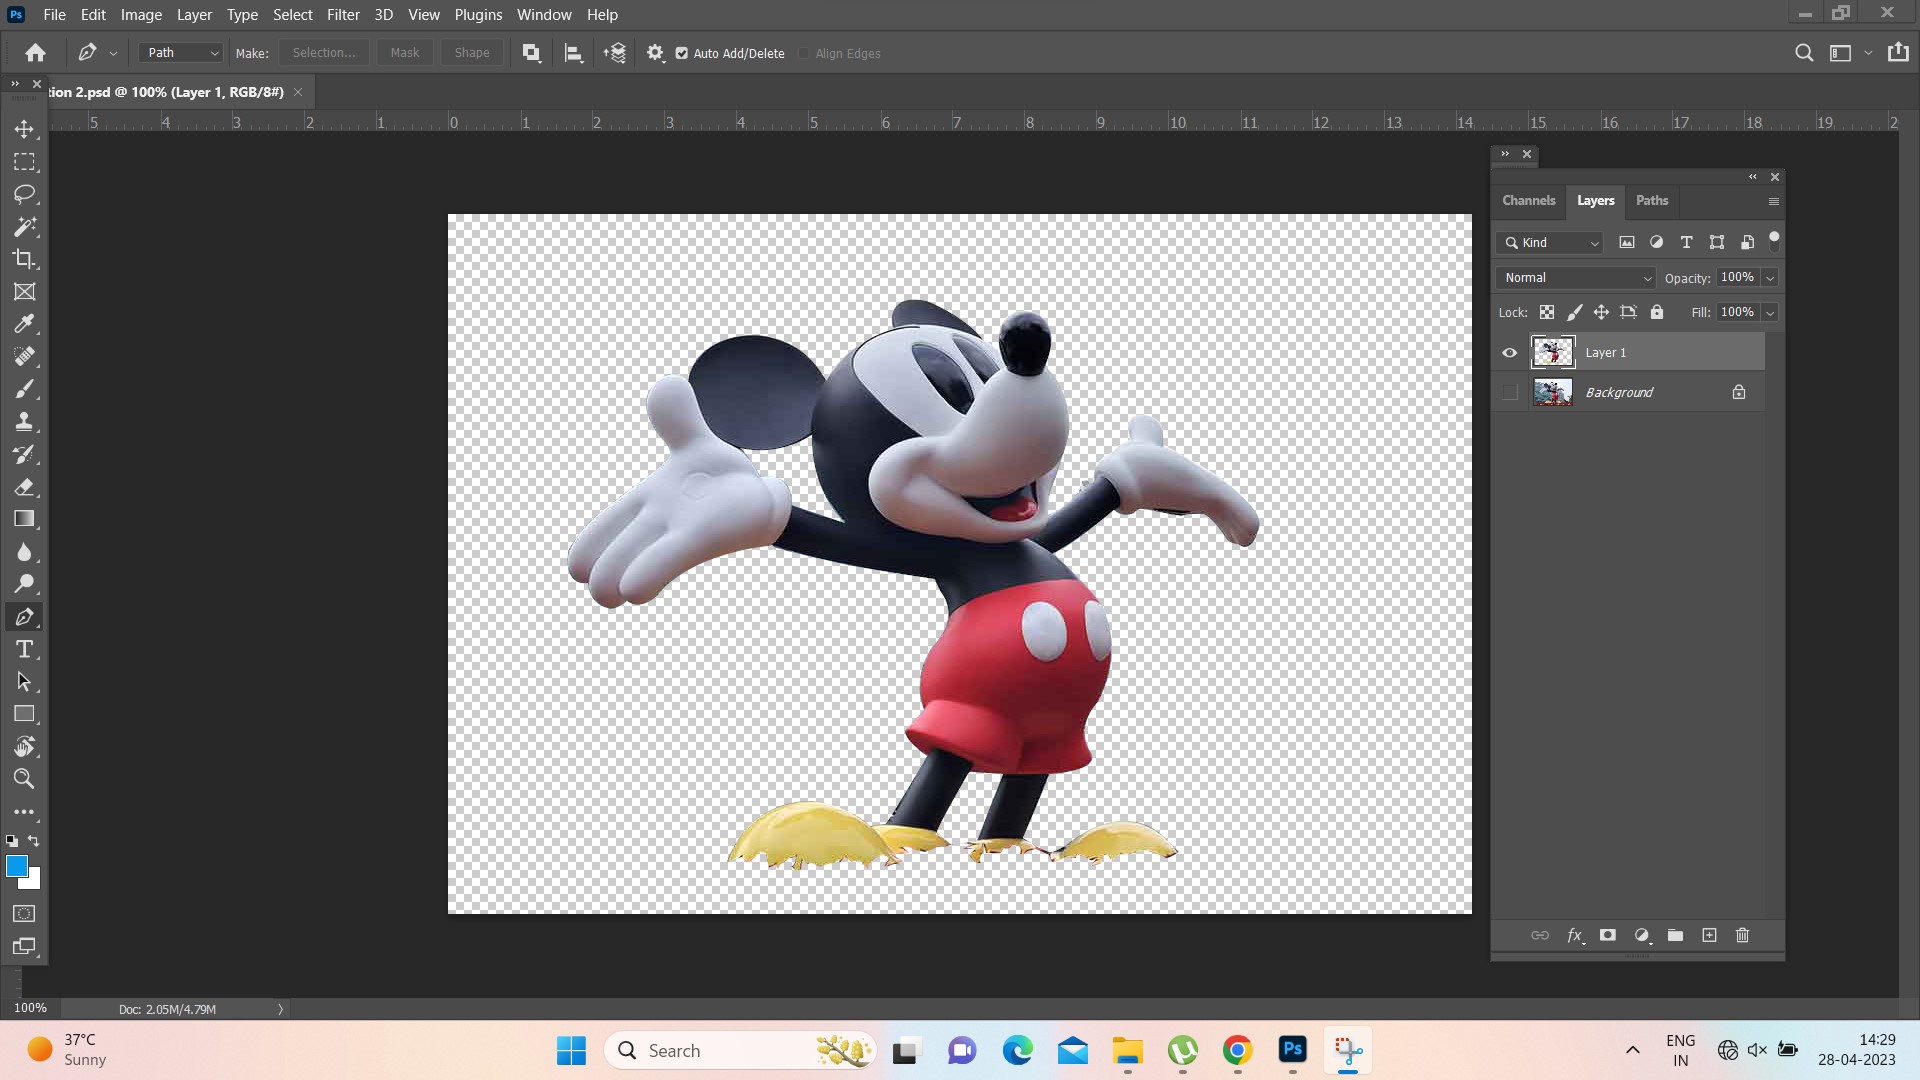 Ps File Edit Image Layer Type Select Filter 3D View Plugins Window Help
Path Make: Selection... Mask Shape Auto Add/Delete Align Edges
tion 2.psd @ 100% (Layer 1, RGB/8#)
5 4 3 2 1 0 1 2 3 4 5 6 7 8 9 10 11 12 13 14 15 16 17 18 19 2
Channels Layers Paths
Kind
Normal Opacity: 100%
Lock: Fill: 100%
Layer 1
Background
fx
100% Doc: 2.05M/4.79M
37°C
Sunny
Search
Ps
ENG
IN
14:29
28-04-2023